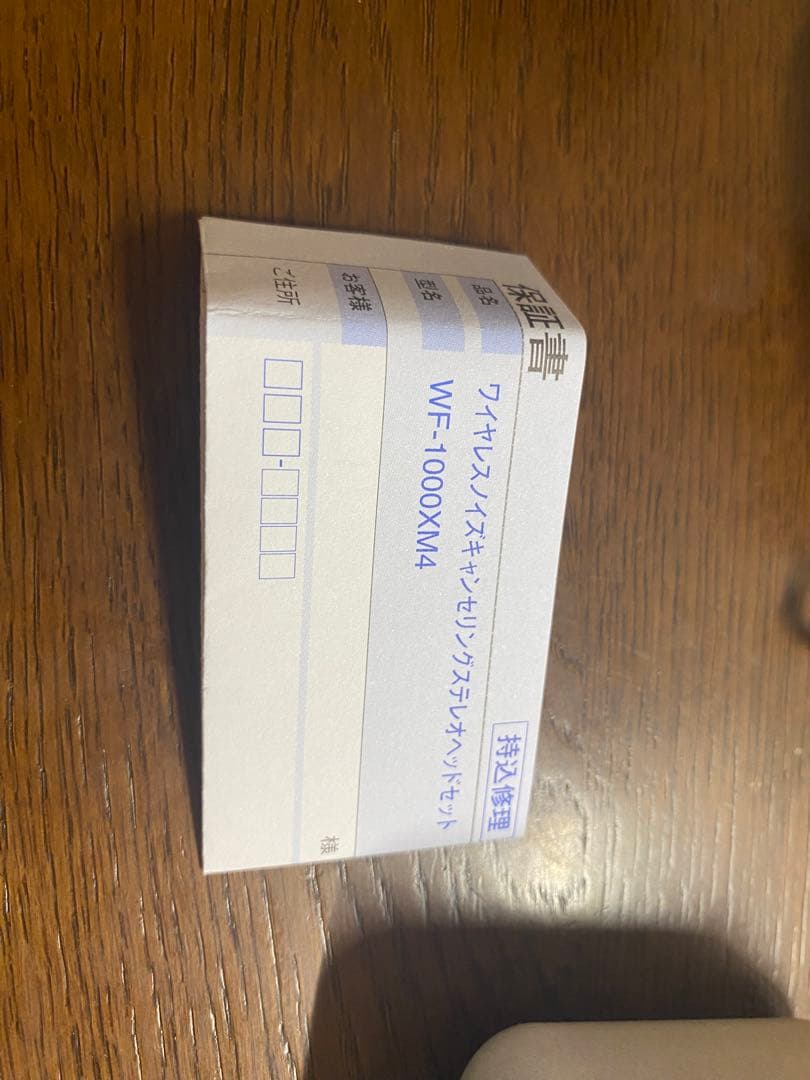 保証書
持込修理
品名 ワイヤレスノイズキャンセリングステレオヘッドセット
型名 WF-1000XM4
お客様 様
ご住所 □□□-□□□□